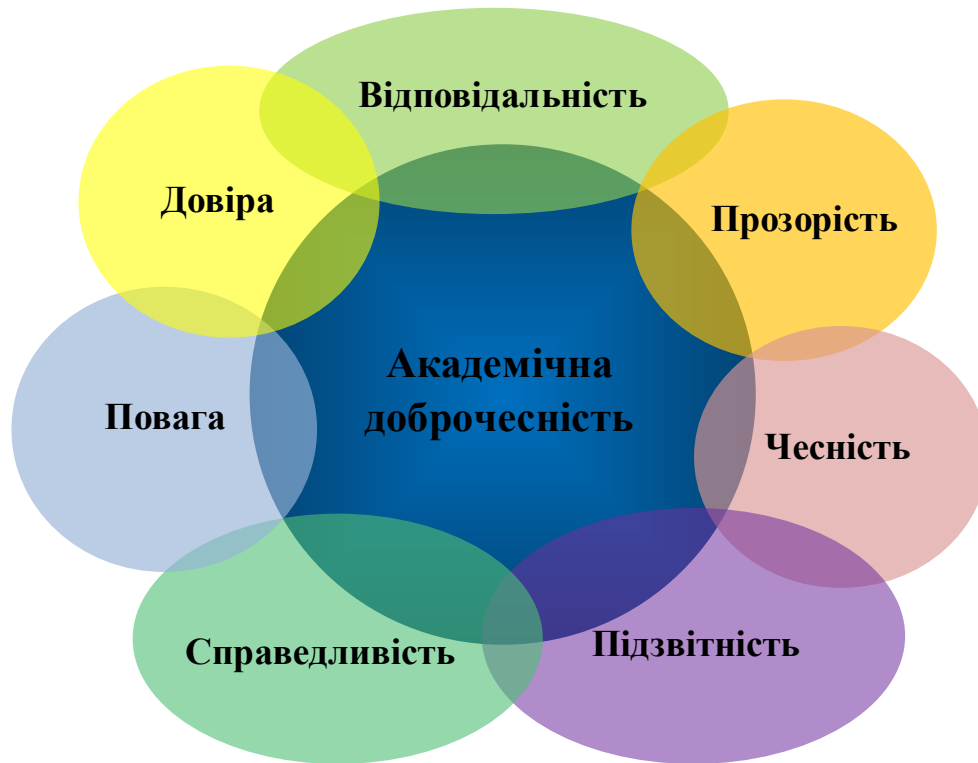 Відповідальність
Довіра
Прозорість
Академічна
доброчесність
Повага
Чесність
Справедливість
Підзвітність